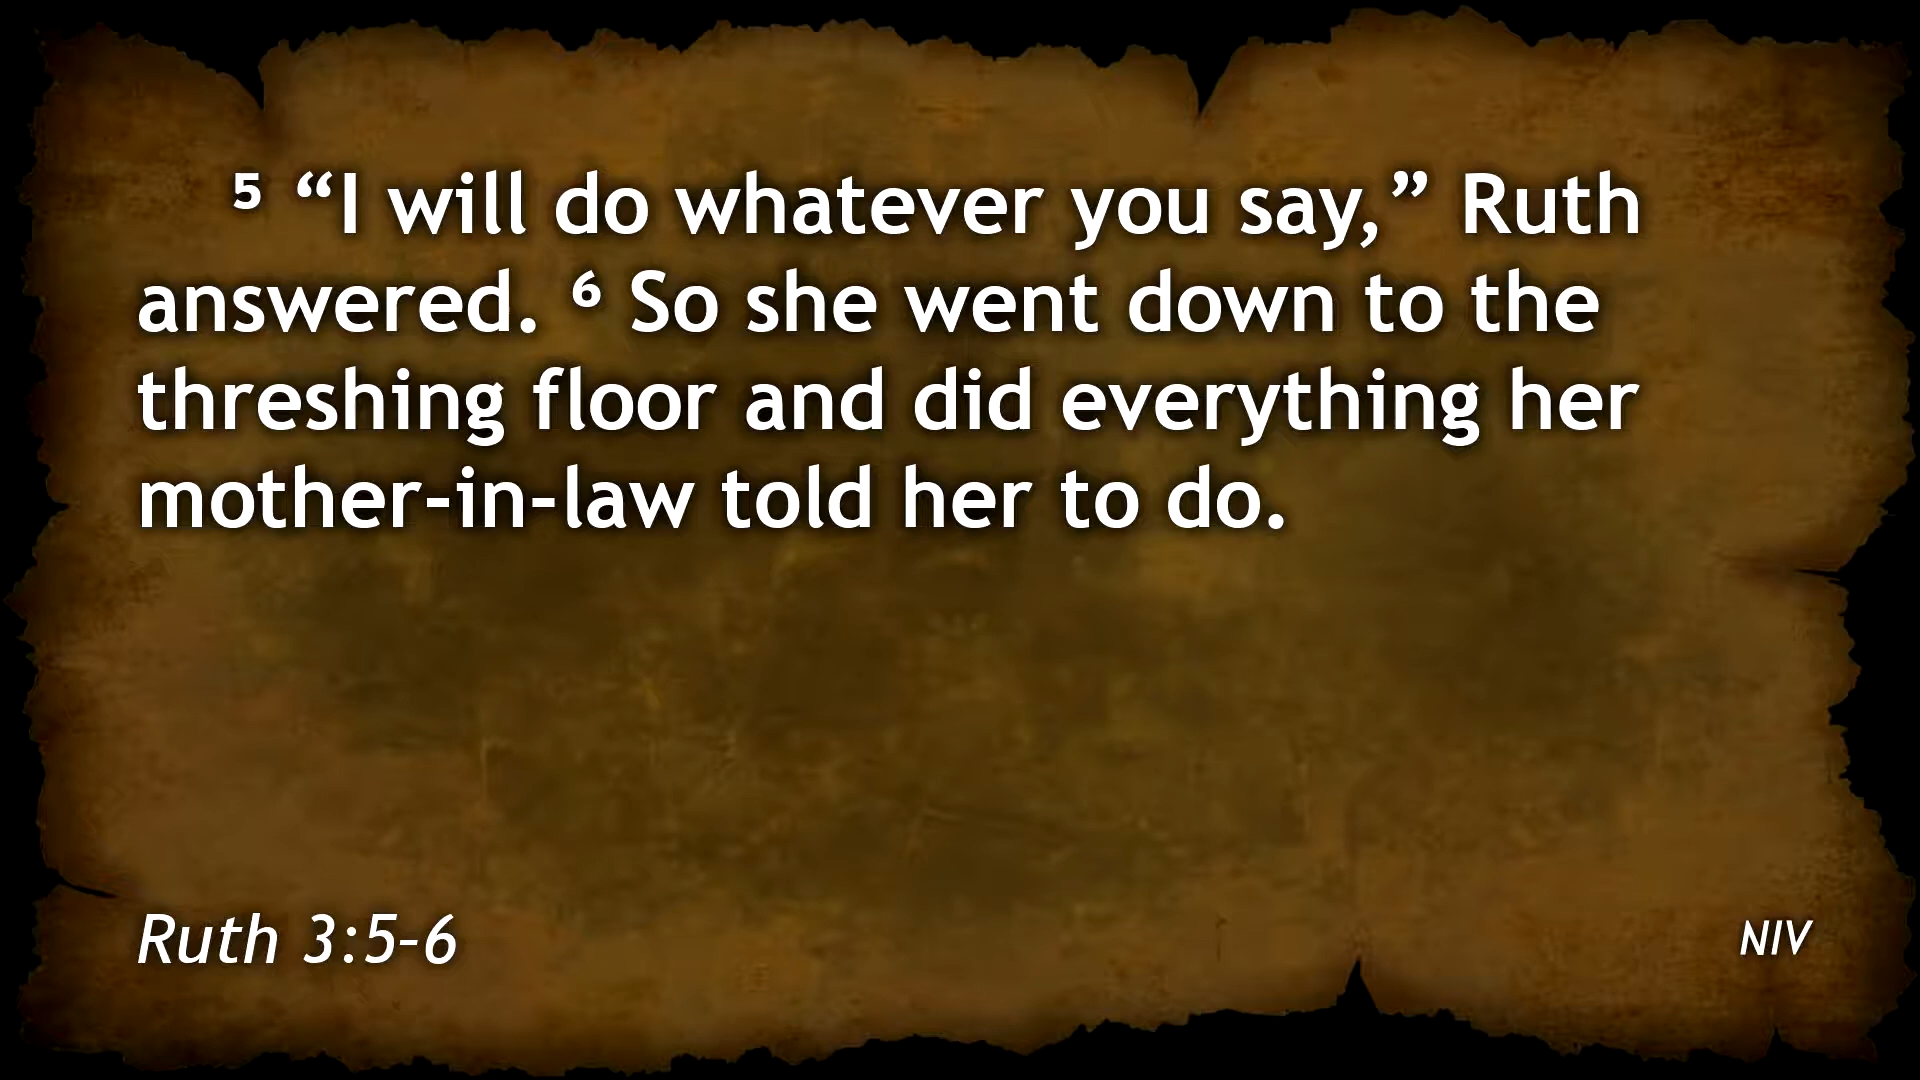 ⁵ “I will do whatever you say,” Ruth
answered. ⁶ So she went down to the
threshing floor and did everything her
mother-in-law told her to do.
Ruth 3:5-6
NIV